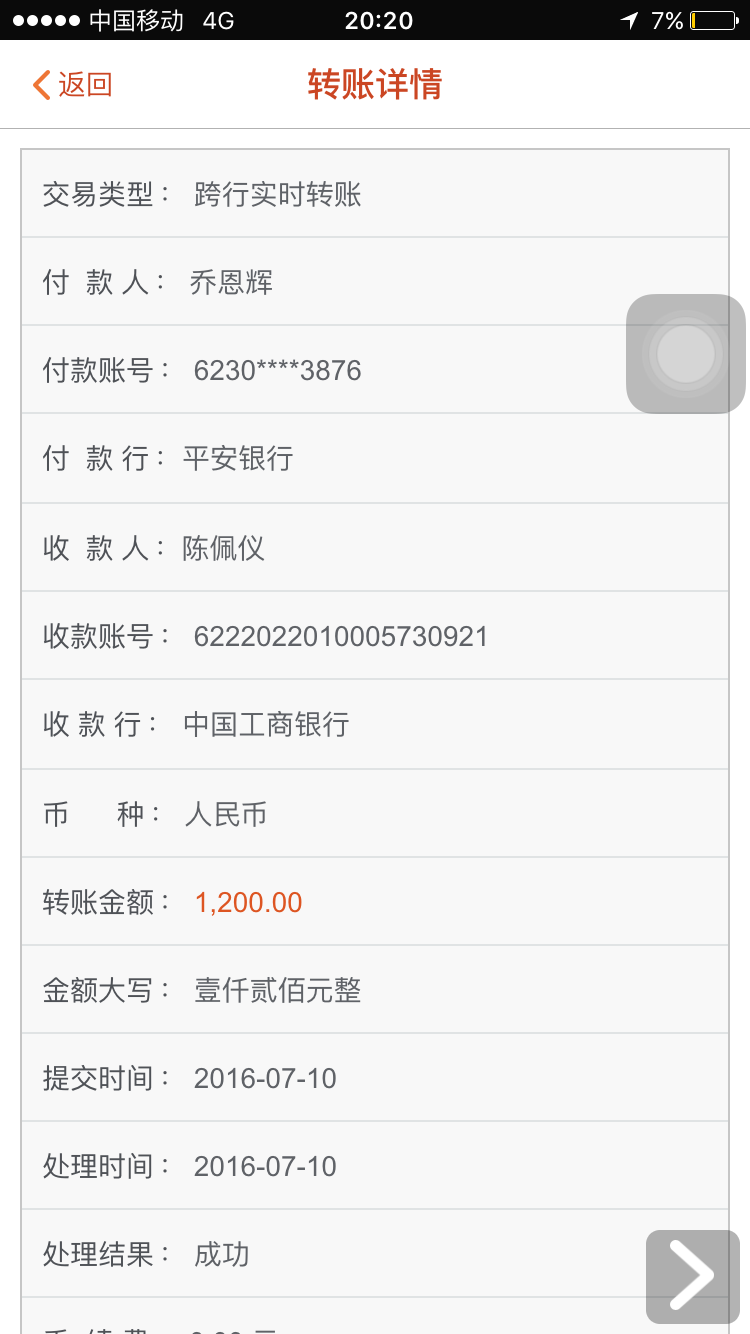 中国移动 4G 20:20 7%
返回 转账详情
交易类型： 跨行实时转账
付 款 人： 乔恩辉
付款账号： 6230****3876
付 款 行： 平安银行
收 款 人： 陈佩仪
收款账号： 6222022010005730921
收 款 行： 中国工商银行
币 种： 人民币
转账金额： 1,200.00
金额大写： 壹仟贰佰元整
提交时间： 2016-07-10
处理时间： 2016-07-10
处理结果： 成功